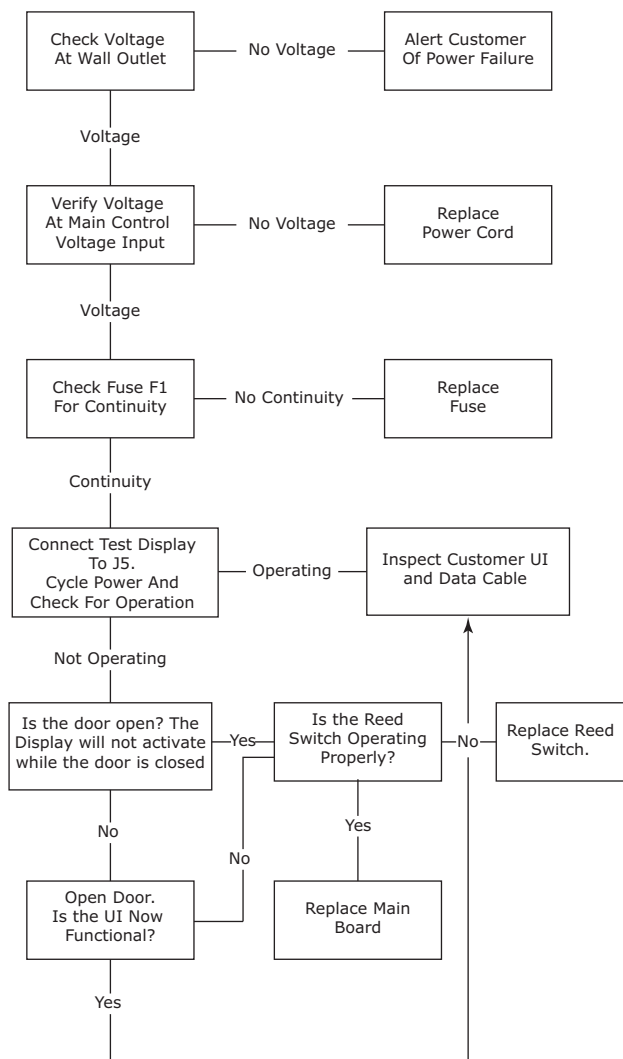 Check Voltage
At Wall Outlet
No Voltage
Alert Customer
Of Power Failure
Voltage
Verify Voltage
At Main Control
Voltage Input
No Voltage
Replace
Power Cord
Voltage
Check Fuse F1
For Continuity
No Continuity
Replace
Fuse
Continuity
Connect Test Display
To J5.
Cycle Power And
Check For Operation
Operating
Inspect Customer UI
and Data Cable
Not Operating
Is the door open? The
Display will not activate
while the door is closed
Yes
Is the Reed
Switch Operating
Properly?
No
Replace Reed
Switch.
No
No
Yes
Open Door.
Is the UI Now
Functional?
Replace Main
Board
Yes